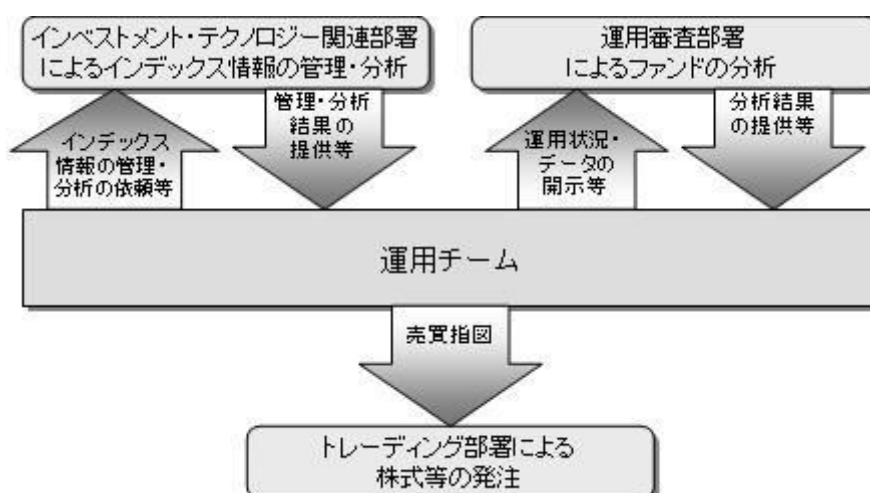 インベストメント・テクノロジー関連部署
によるインデックス情報の管理・分析
運用審査部署
によるファンドの分析
インデックス
情報の管理・
分析の依頼等
管理・分析
結果の
提供等
運用状況・
データの
開示等
分析結果
の提供等
運用チーム
売買指図
トレーディング部署による
株式等の発注